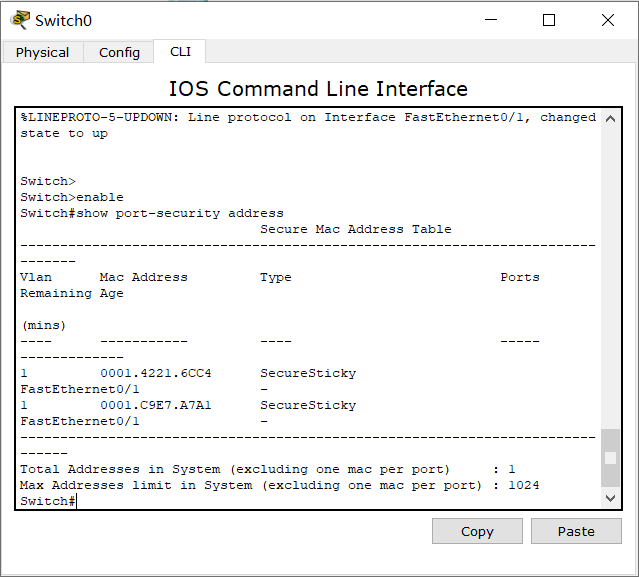 Switch0
Physical Config CLI
IOS Command Line Interface
%LINEPROTO-5-UPDOWN: Line protocol on Interface FastEthernet0/1, changed
state to up
Switch>
Switch>enable
Switch#show port-security address
Secure Mac Address Table
------------------------------------------------------------------------
-------
Vlan Mac Address Type Ports
Remaining Age
(mins)
---- ----------- ---- -----
-------------
1 0001.4221.6CC4 SecureSticky
FastEthernet0/1 -
1 0001.C9E7.A7A1 SecureSticky
FastEthernet0/1 -
------------------------------------------------------------------------
------
Total Addresses in System (excluding one mac per port) : 1
Max Addresses limit in System (excluding one mac per port) : 1024
Switch#
Copy Paste